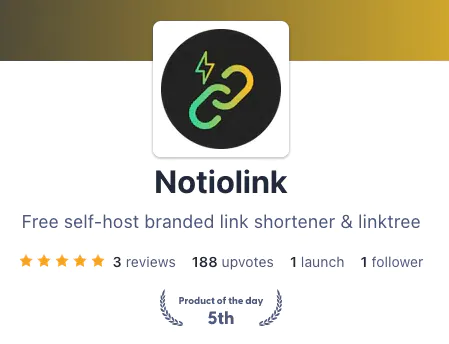 Notiolink
Free self-host branded link shortener & linktree
3 reviews 188 upvotes 1 launch 1 follower
Product of the day
5th